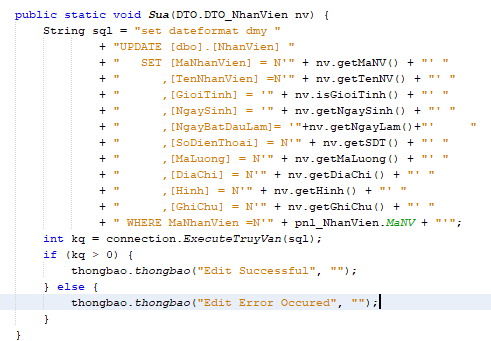 public static void Sua(DTO.DTO_NhanVien nv) {
String sql = "set dateformat dmy "
+ "UPDATE [dbo].[NhanVien] "
+ "   SET [MaNhanVien] = N'" + nv.getMaNV() + "' "
+ "      ,[TenNhanVien] =N'" + nv.getTenNV() + "' "
+ "      ,[GioiTinh] = '" + nv.isGioiTinh() + "' "
+ "      ,[NgaySinh] = '" + nv.getNgaySinh() + "' "
+ "      ,[NgayBatDauLam]= '"+nv.getNgayLam()+"'     "
+ "      ,[SoDienThoai] = N'" + nv.getSDT() + "' "
+ "      ,[MaLuong] = N'" + nv.getMaLuong() + "' "
+ "      ,[DiaChi] = N'" + nv.getDiaChi() + "' "
+ "      ,[Hinh] = N'" + nv.getHinh() + "' "
+ "      ,[GhiChu] = N'" + nv.getGhiChu() + "' "
+ " WHERE MaNhanVien =N'" + pnl_NhanVien.MaNV + "'";
int kq = connection.ExecuteTruyVan(sql);
if (kq > 0) {
thongbao.thongbao("Edit Successful", "");
} else {
thongbao.thongbao("Edit Error Occured", "");
}
}